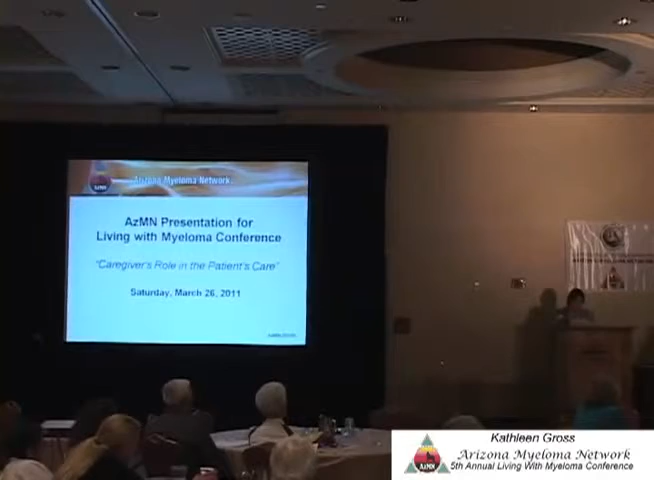 Arizona Myeloma Network
AzMN Presentation for
Living with Myeloma Conference
"Caregiver's Role in the Patient's Care"
Saturday, March 26, 2011
Kathleen Gross
AzMN
Arizona Myeloma Network
5th Annual Living With Myeloma Conference